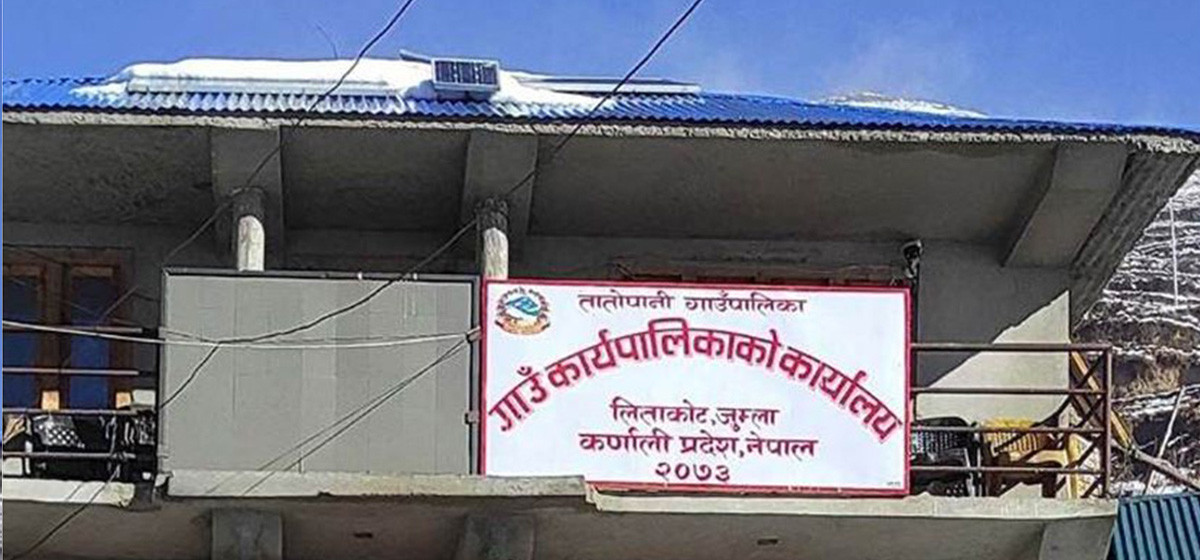 तातोपानी गाउँपालिका
गाउँ कार्यपालिकाको कार्यालय
लिताकोट,जुम्ला
कर्णाली प्रदेश,नेपाल
२०७३